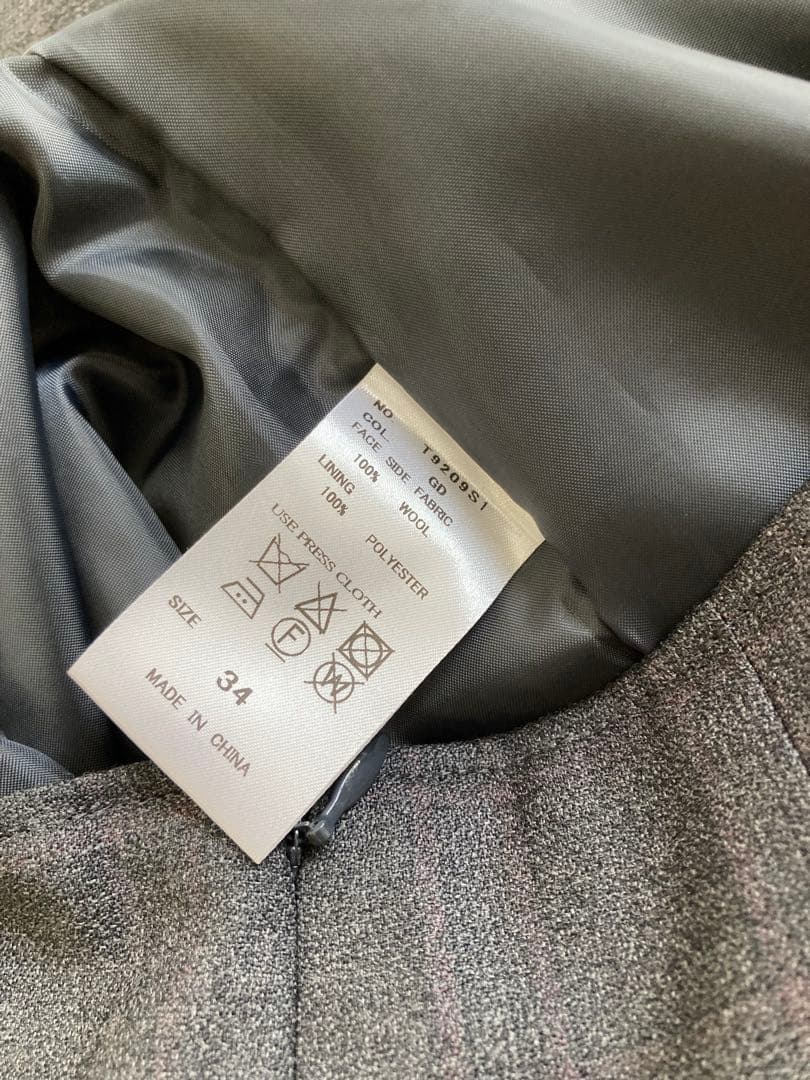 NO T9209S1
COL. GD
FACE SIDE FABRIC
100% WOOL
LINING
100% POLYESTER
USE PRESS CLOTH
F
W
SIZE 34
MADE IN CHINA